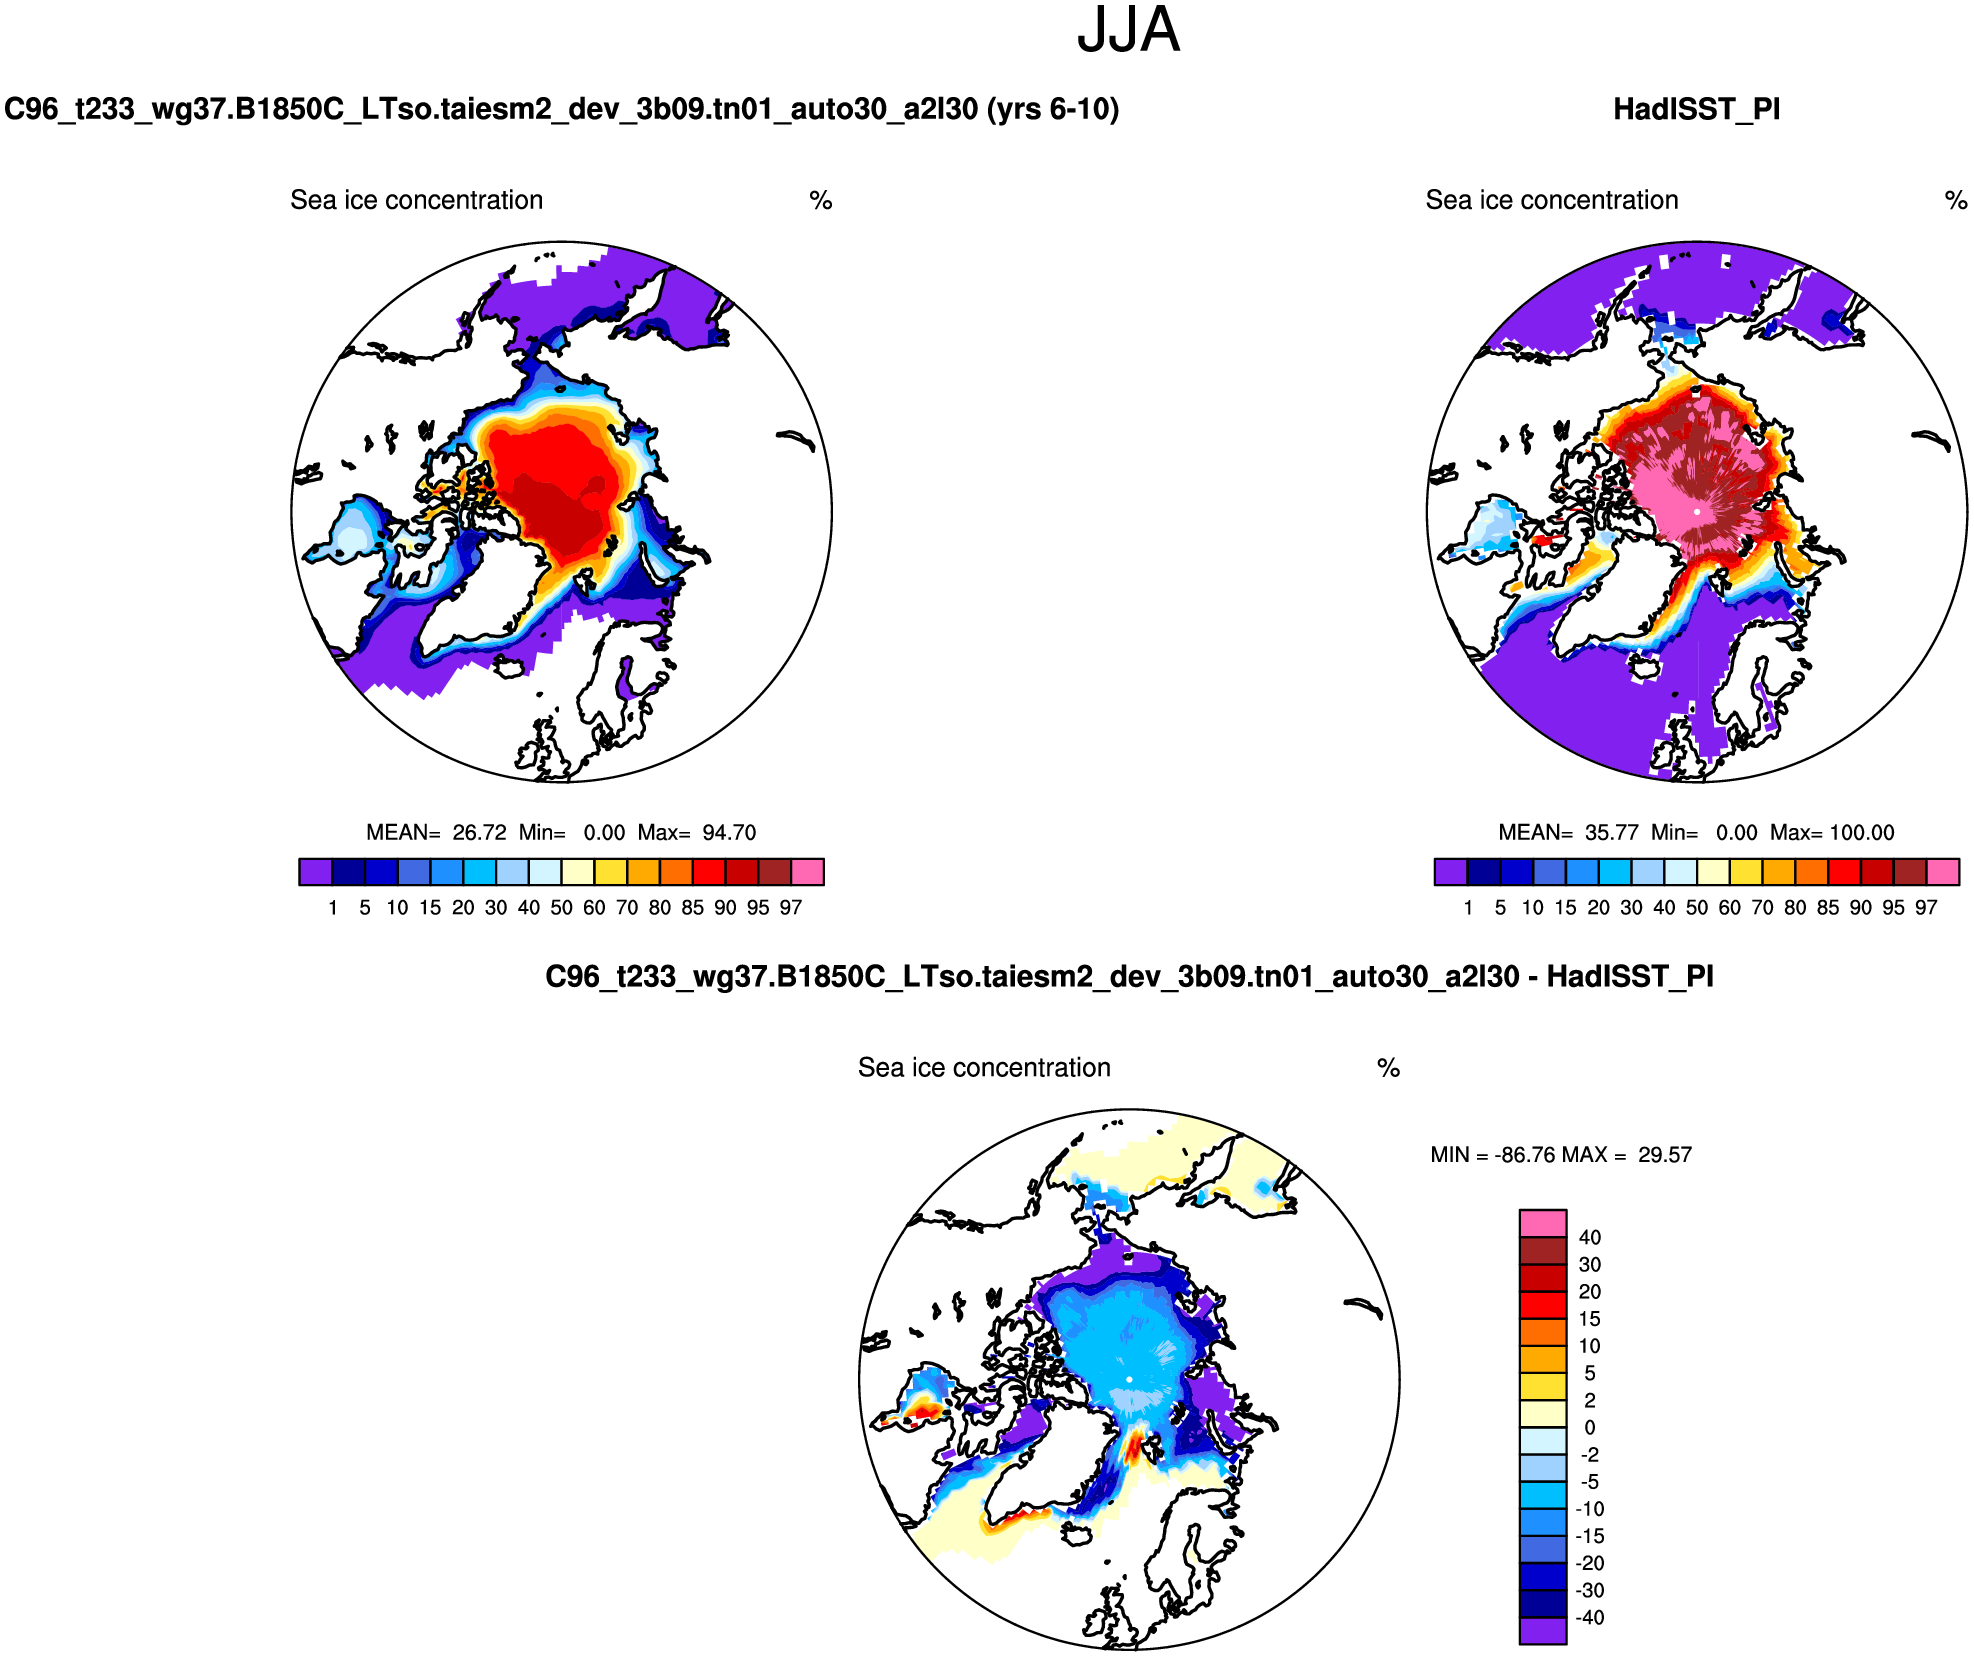 JJA
C96_t233_wg37.B1850C_LTso.taiesm2_dev_3b09.tn01_auto30_a2l30 (yrs 6-10)
HadISST_PI
Sea ice concentration %
Sea ice concentration %
MEAN= 26.72 Min= 0.00 Max= 94.70
MEAN= 35.77 Min= 0.00 Max= 100.00
1 5 10 15 20 30 40 50 60 70 80 85 90 95 97
1 5 10 15 20 30 40 50 60 70 80 85 90 95 97
C96_t233_wg37.B1850C_LTso.taiesm2_dev_3b09.tn01_auto30_a2l30 - HadISST_PI
Sea ice concentration %
MIN = -86.76 MAX = 29.57
40
30
20
15
10
5
2
0
-2
-5
-10
-15
-20
-30
-40